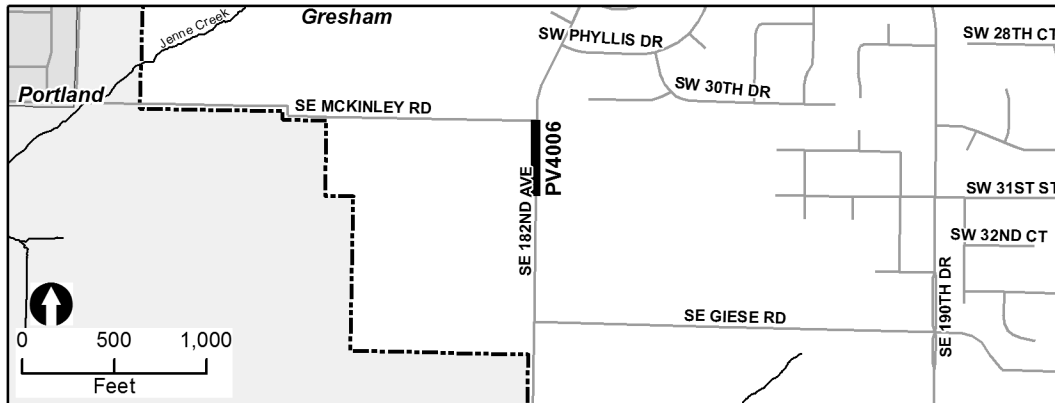 Gresham
Jenne Creek
SW PHYLLIS DR
SW 28TH CT
SW 30TH DR
Portland
SE MCKINLEY RD
PV4006
SE 182ND AVE
SW 31ST ST
SW 32ND CT
SE 190TH DR
SE GIESE RD
0 500 1,000
Feet